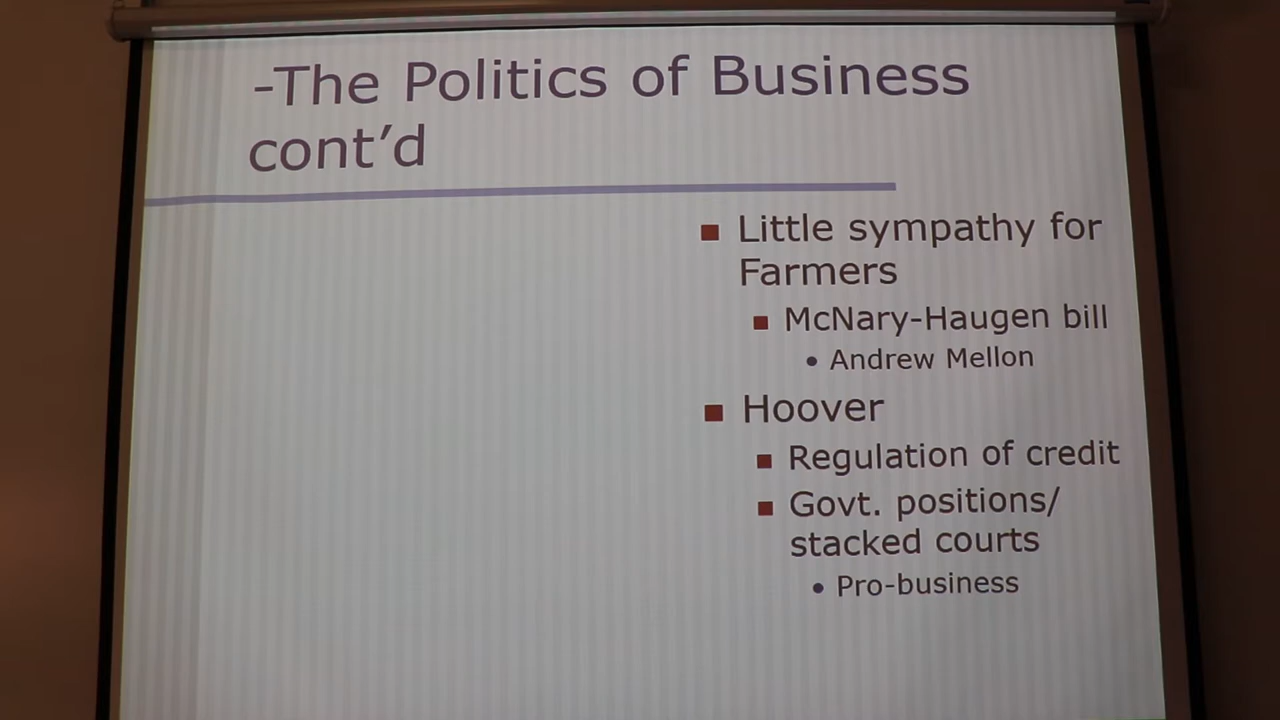 -The Politics of Business
cont’d
Little sympathy for
Farmers
McNary-Haugen bill
Andrew Mellon
Hoover
Regulation of credit
Govt. positions/
stacked courts
Pro-business